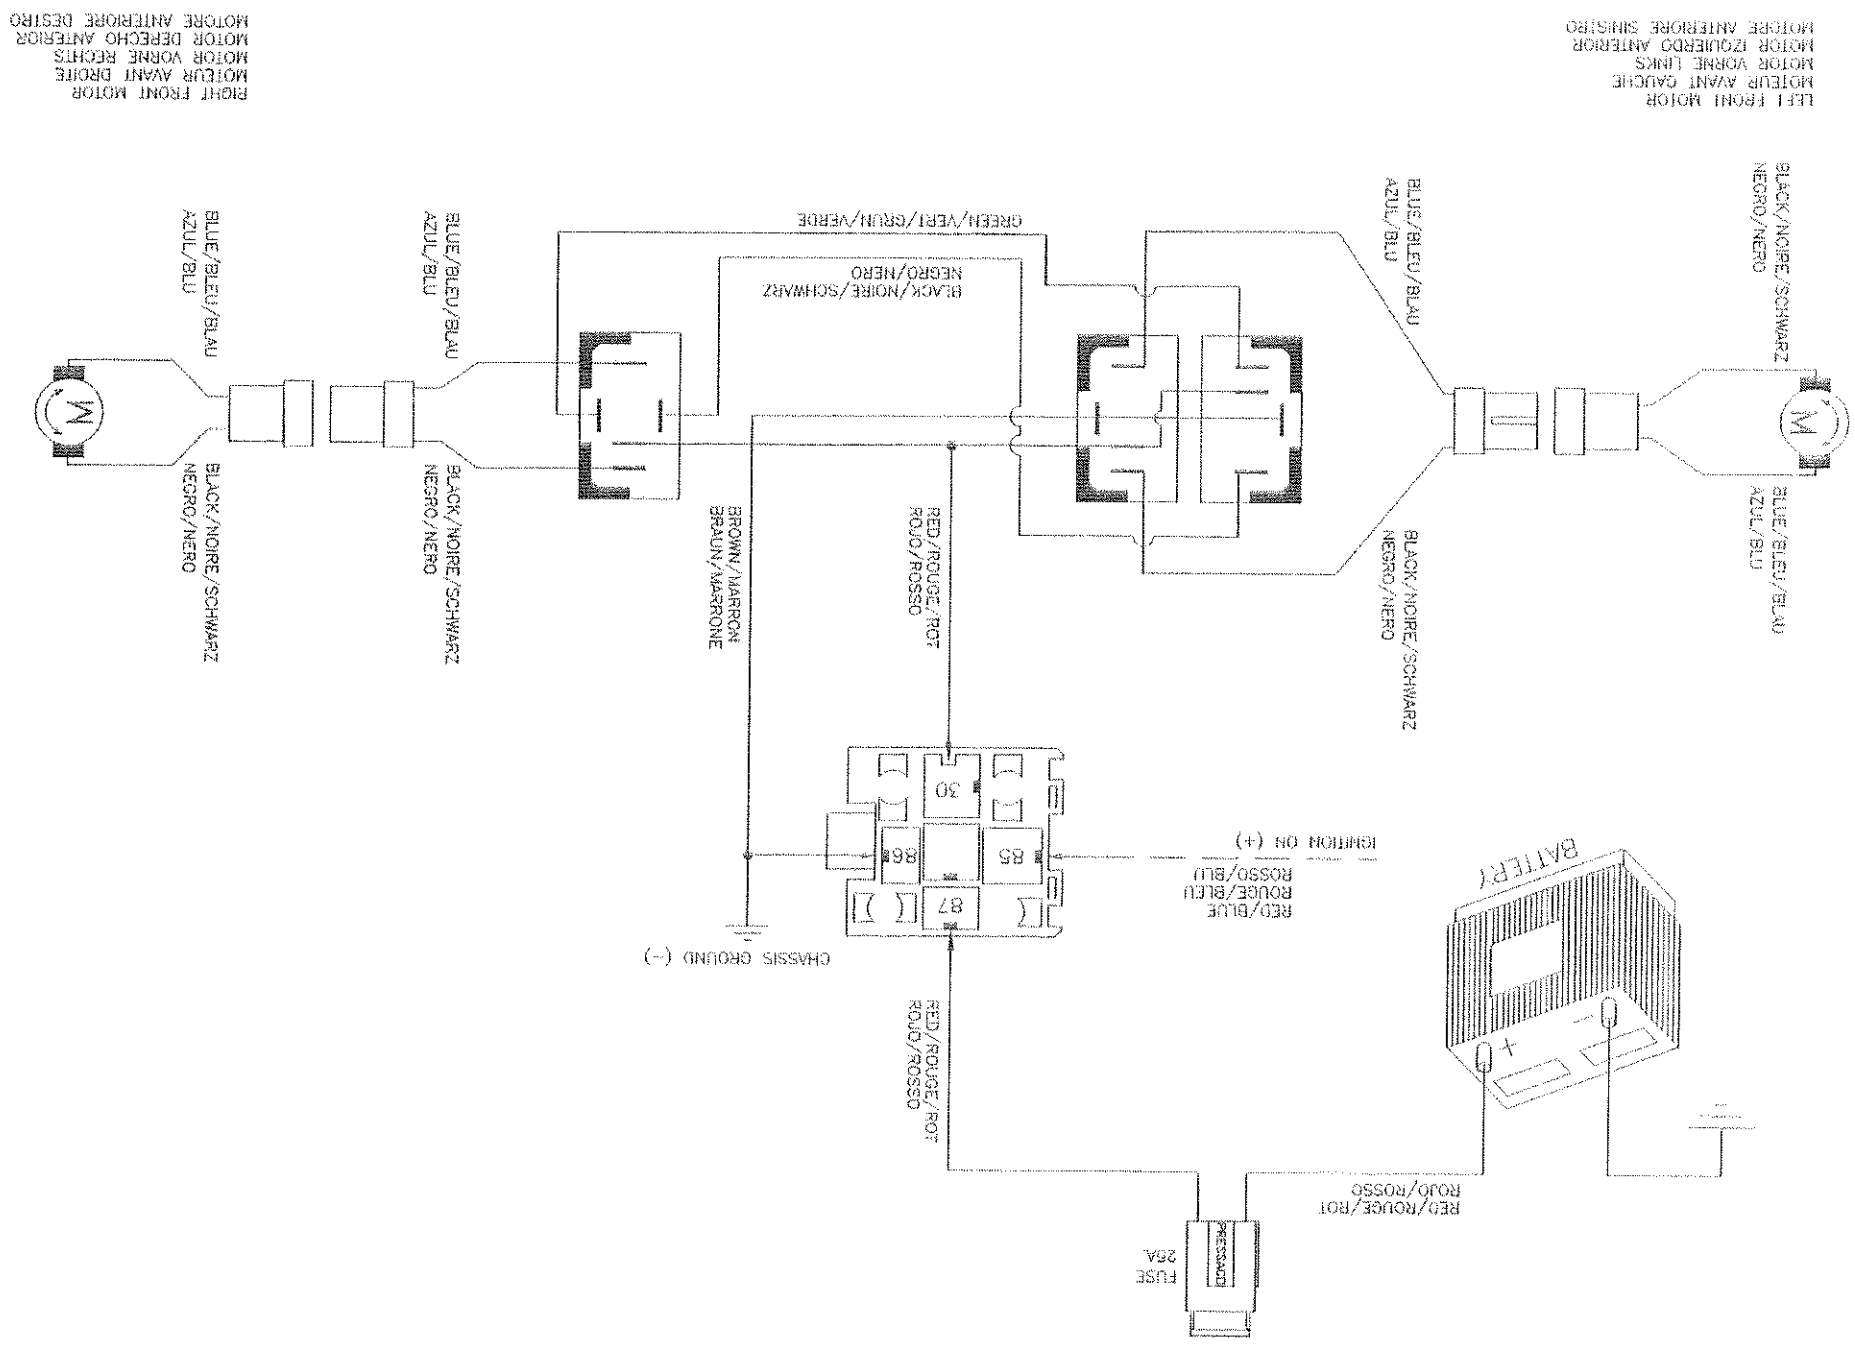 FUSE
25A
RED/ROUGE/ROT
ROJO/ROSSO
+
−
BATTERY
RED/ROUGE/ROT
ROJO/ROSSO
CHASSIS GROUND (−)
RED/BLUE
ROUGE/BLEU
ROSSO/BLU
IGNITION ON (+)
87
85
86
30
BLACK/NOIRE/SCHWARZ
NEGRO/NERO
RED/ROUGE/ROT
ROJO/ROSSO
BROWN/MARRON
BRAUN/MARRONE
BLUE/BLEU/BLAU
AZUL/BLU
BLACK/NOIRE/SCHWARZ
NEGRO/NERO
BLACK/NOIRE/SCHWARZ
NEGRO/NERO
M
M
BLACK/NOIRE/SCHWARZ
NEGRO/NERO
BLUE/BLEU/BLAU
AZUL/BLU
BLACK/NOIRE/SCHWARZ
NEGRO/NERO
GREEN/VERT/GRUN/VERDE
BLUE/BLEU/BLAU
AZUL/BLU
BLUE/BLEU/BLAU
AZUL/BLU
LEFT FRONT MOTOR
MOTEUR AVANT GAUCHE
MOTOR VORNE LINKS
MOTOR IZQUIERDO ANTERIOR
MOTORE ANTERIORE SINISTRO
RIGHT FRONT MOTOR
MOTEUR AVANT DROITE
MOTOR VORNE RECHTS
MOTOR DERECHO ANTERIOR
MOTORE ANTERIORE DESTRO